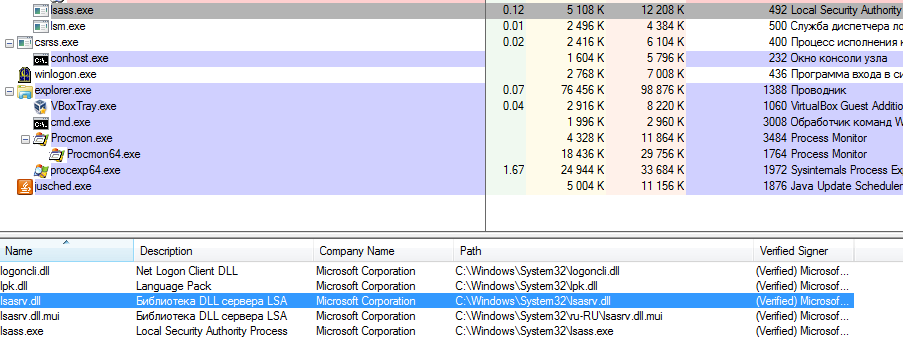 lsass.exe 0.12 5 108 K 12 208 K 492 Local Security Authority
lsm.exe 0.01 2 496 K 4 384 K 500 Служба диспетчера ло
csrss.exe 0.02 2 416 K 6 104 K 400 Процесс исполнения к
conhost.exe 1 604 K 5 796 K 232 Окно консоли узла
winlogon.exe 2 768 K 7 008 K 436 Программа входа в си
explorer.exe 0.07 76 456 K 98 876 K 1388 Проводник
VBoxTray.exe 0.04 2 916 K 8 220 K 1060 VirtualBox Guest Addition
cmd.exe 1 996 K 2 960 K 3008 Обработчик команд W
Procmon.exe 4 328 K 11 864 K 3484 Process Monitor
Procmon64.exe 18 436 K 29 756 K 1764 Process Monitor
procexp64.exe 1.67 24 944 K 33 684 K 1972 Sysinternals Process Exp
jusched.exe 5 004 K 11 156 K 1876 Java Update Scheduler
Name Description Company Name Path Verified Signer
logoncli.dll Net Logon Client DLL Microsoft Corporation C:\Windows\System32\logoncli.dll (Verified) Microsof...
lpk.dll Language Pack Microsoft Corporation C:\Windows\System32\lpk.dll (Verified) Microsof...
lsasrv.dll Библиотека DLL сервера LSA Microsoft Corporation C:\Windows\System32\lsasrv.dll (Verified) Microsof...
lsasrv.dll.mui Библиотека DLL сервера LSA Microsoft Corporation C:\Windows\System32\ru-RU\lsasrv.dll.mui (Verified) Microsof...
lsass.exe Local Security Authority Process Microsoft Corporation C:\Windows\System32\lsass.exe (Verified) Microsof...